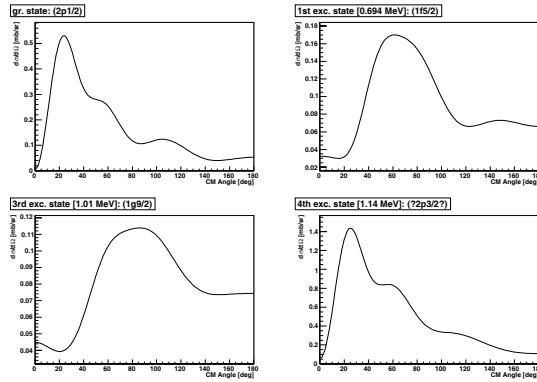 gr. state: (2p1/2)
dσ/dΩ [mb/sr]
0.5
0.4
0.3
0.2
0.1
0
0 20 40 60 80 100 120 140 160 180
CM Angle [deg]
1st exc. state [0.694 MeV]: (1f5/2)
dσ/dΩ [mb/sr]
0.18
0.16
0.14
0.12
0.1
0.08
0.06
0.04
0.02
0 20 40 60 80 100 120 140 160 180
CM Angle [deg]
3rd exc. state [1.01 MeV]: (1g9/2)
dσ/dΩ [mb/sr]
0.12
0.11
0.1
0.09
0.08
0.07
0.06
0.05
0.04
0 20 40 60 80 100 120 140 160 180
CM Angle [deg]
4th exc. state [1.14 MeV]: (?2p3/2?)
dσ/dΩ [mb/sr]
1.4
1.2
1
0.8
0.6
0.4
0.2
0
0 20 40 60 80 100 120 140 160 180
CM Angle [deg]